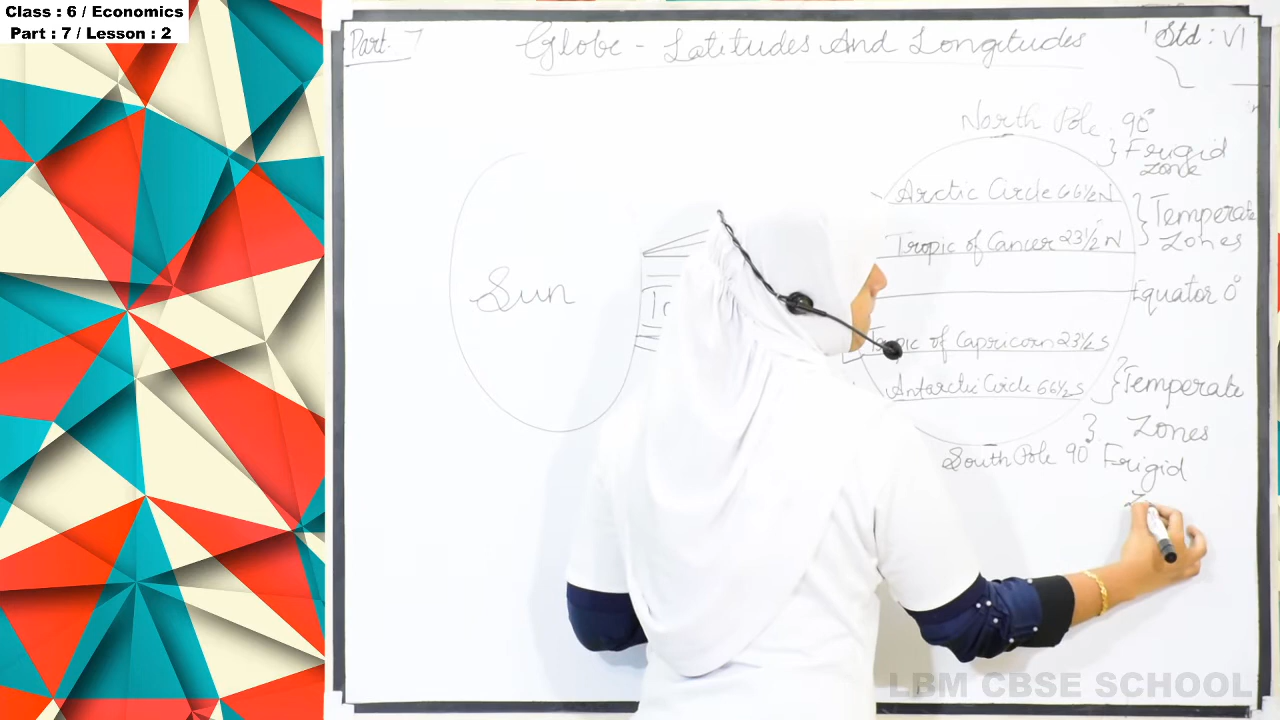 Class : 6 / Economics
Part : 7 / Lesson : 2
Part. 7
Globe - Latitudes And Longitudes
Std : VI
North Pole. 90°
} Frigid
zone
Arctic Circle 66½ N
} Temperate
Zones
Tropic of Cancer 23½ N
Sun
Equator 0°
Tropic of Capricorn 23½ S
Antarctic Circle 66½ S
} Temperate
Zones
South Pole 90°
} Frigid
Z
LBM CBSE SCHOOL